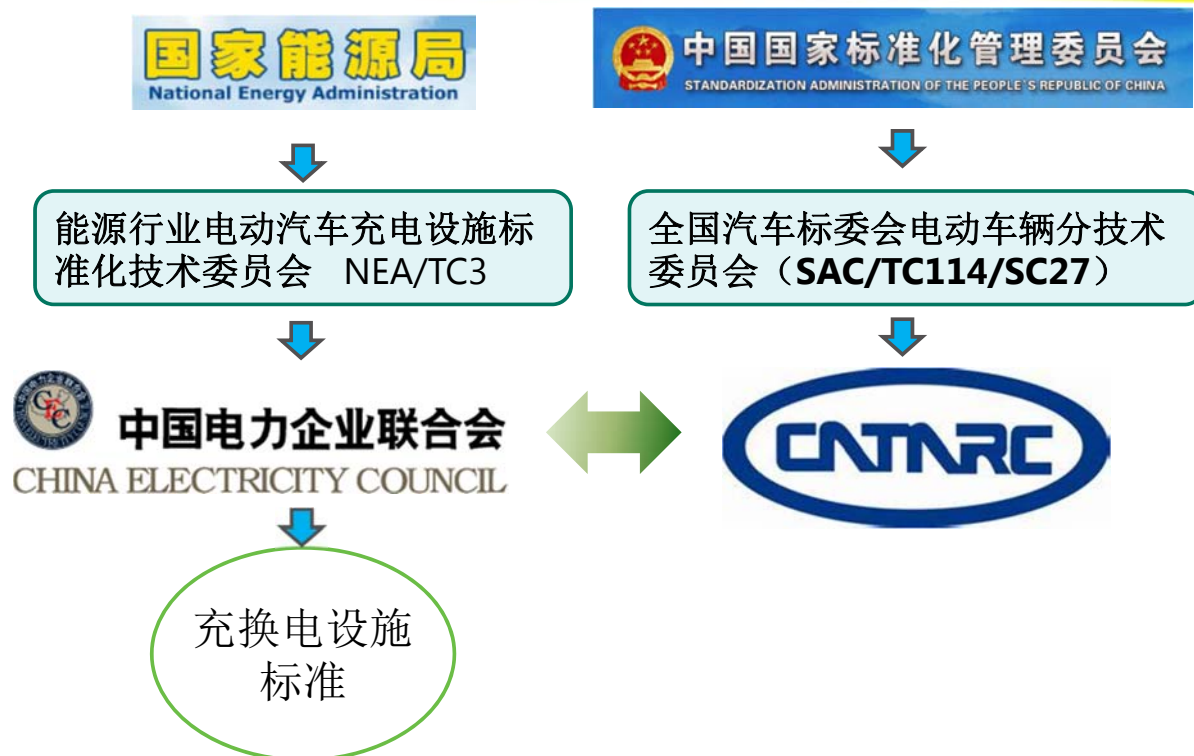 国家能源局
National Energy Administration
中国国家标准化管理委员会
STANDARDIZATION ADMINISTRATION OF THE PEOPLE'S REPUBLIC OF CHINA
能源行业电动汽车充电设施标
准化技术委员会 NEA/TC3
全国汽车标委会电动车辆分技术
委员会（SAC/TC114/SC27）
中国电力企业联合会
CHINA ELECTRICITY COUNCIL
CATARC
充换电设施
标准